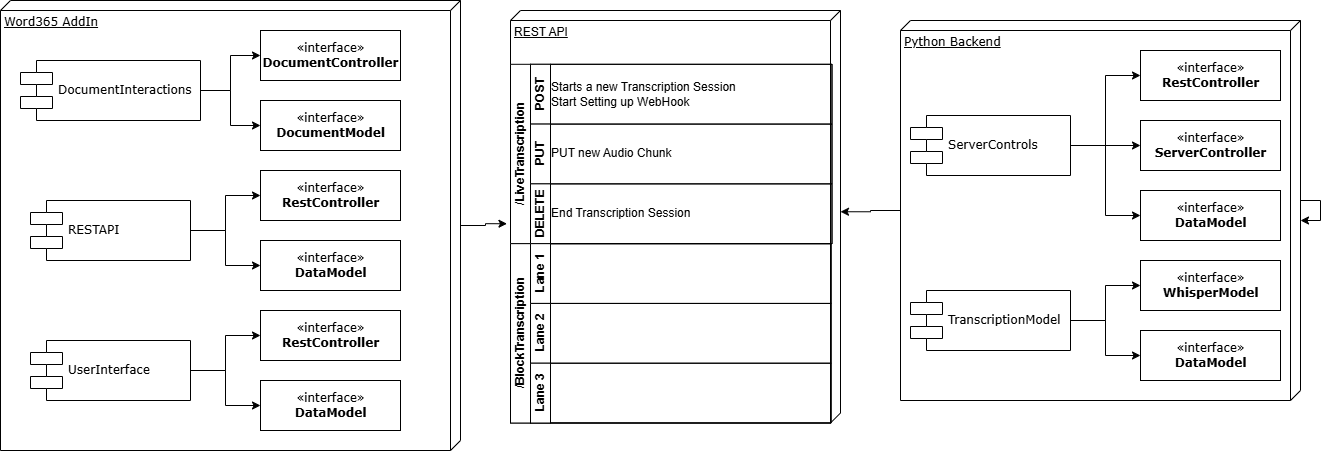 Word365 AddIn
DocumentInteractions
«interface»
DocumentController
«interface»
DocumentModel
RESTAPI
«interface»
RestController
«interface»
DataModel
UserInterface
«interface»
RestController
«interface»
DataModel
REST API
/LiveTranscription
POST
Starts a new Transcription Session
Start Setting up WebHook
PUT
PUT new Audio Chunk
DELETE
End Transcription Session
/BlockTranscription
Lane 1
Lane 2
Lane 3
Python Backend
ServerControls
«interface»
RestController
«interface»
ServerController
«interface»
DataModel
TranscriptionModel
«interface»
WhisperModel
«interface»
DataModel